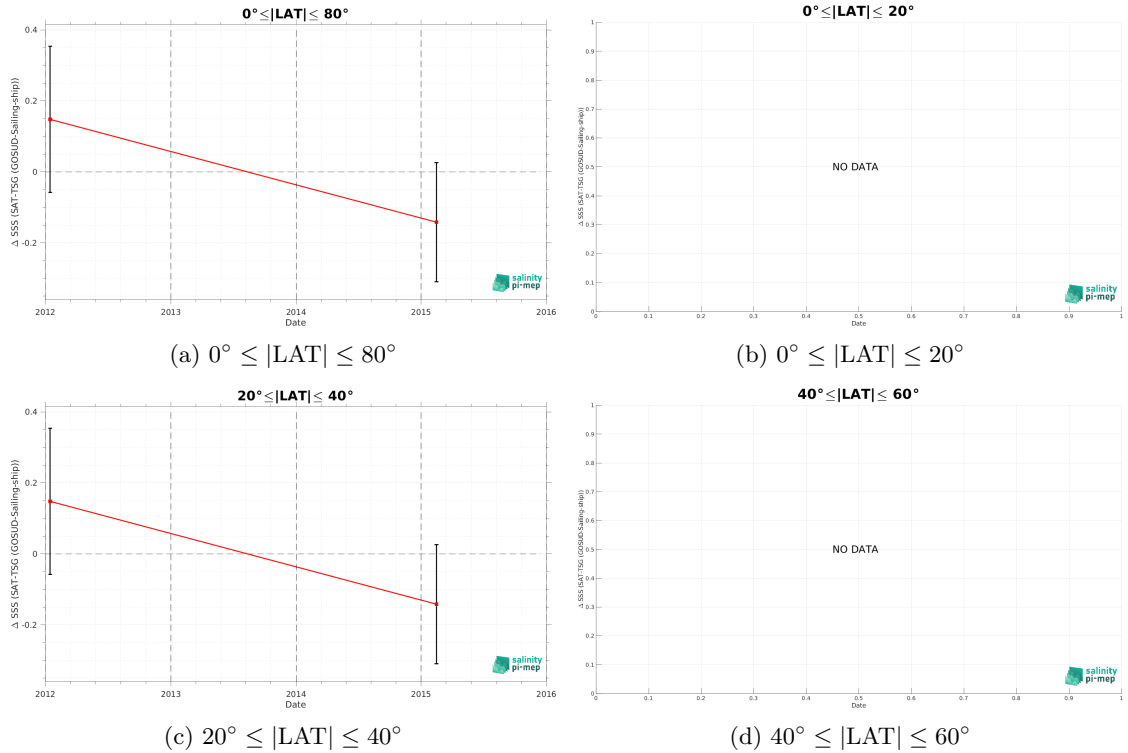 0°≤|LAT|≤ 80°
0.4
0.2
0
-0.2
Δ SSS (SAT-TSG (GOSUD-Sailing-ship))
salinity
pi-mep
2012 2013 2014 2015 2016
Date
(a) 0° ≤ |LAT| ≤ 80°
0°≤|LAT|≤ 20°
1
0.9
0.8
0.7
0.6
0.5
0.4
0.3
0.2
0.1
0
Δ SSS (SAT-TSG (GOSUD-Sailing-ship))
NO DATA
salinity
pi-mep
0 0.1 0.2 0.3 0.4 0.5 0.6 0.7 0.8 0.9 1
Date
(b) 0° ≤ |LAT| ≤ 20°
20°≤|LAT|≤ 40°
0.4
0.2
0
-0.2
Δ SSS (SAT-TSG (GOSUD-Sailing-ship))
salinity
pi-mep
2012 2013 2014 2015 2016
Date
(c) 20° ≤ |LAT| ≤ 40°
40°≤|LAT|≤ 60°
1
0.9
0.8
0.7
0.6
0.5
0.4
0.3
0.2
0.1
0
Δ SSS (SAT-TSG (GOSUD-Sailing-ship))
NO DATA
salinity
pi-mep
0 0.1 0.2 0.3 0.4 0.5 0.6 0.7 0.8 0.9 1
Date
(d) 40° ≤ |LAT| ≤ 60°